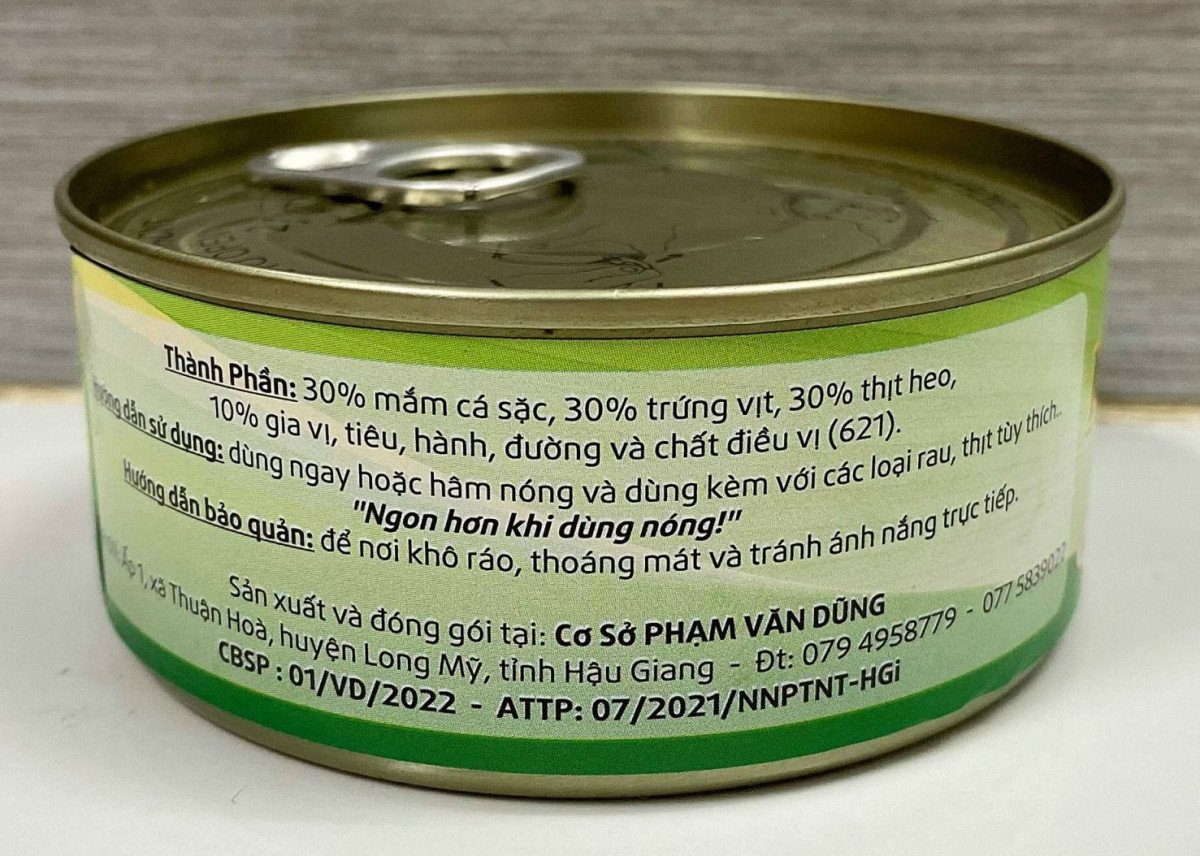 Thành Phần: 30% mắm cá sặc, 30% trứng vịt, 30% thịt heo,
10% gia vị, tiêu, hành, đường và chất điều vị (621).
Hướng dẫn sử dụng: dùng ngay hoặc hâm nóng và dùng kèm với các loại rau, thịt tùy thích..
"Ngon hơn khi dùng nóng!"
Hướng dẫn bảo quản: để nơi khô ráo, thoáng mát và tránh ánh nắng trực tiếp.
Sản xuất và đóng gói tại: Cơ Sở PHẠM VĂN DŨNG
Ấp 1, xã Thuận Hoà, huyện Long Mỹ, tỉnh Hậu Giang - Đt: 079 4958779 - 077 5839022
CBSP : 01/VD/2022 - ATTP: 07/2021/NNPTNT-HGi